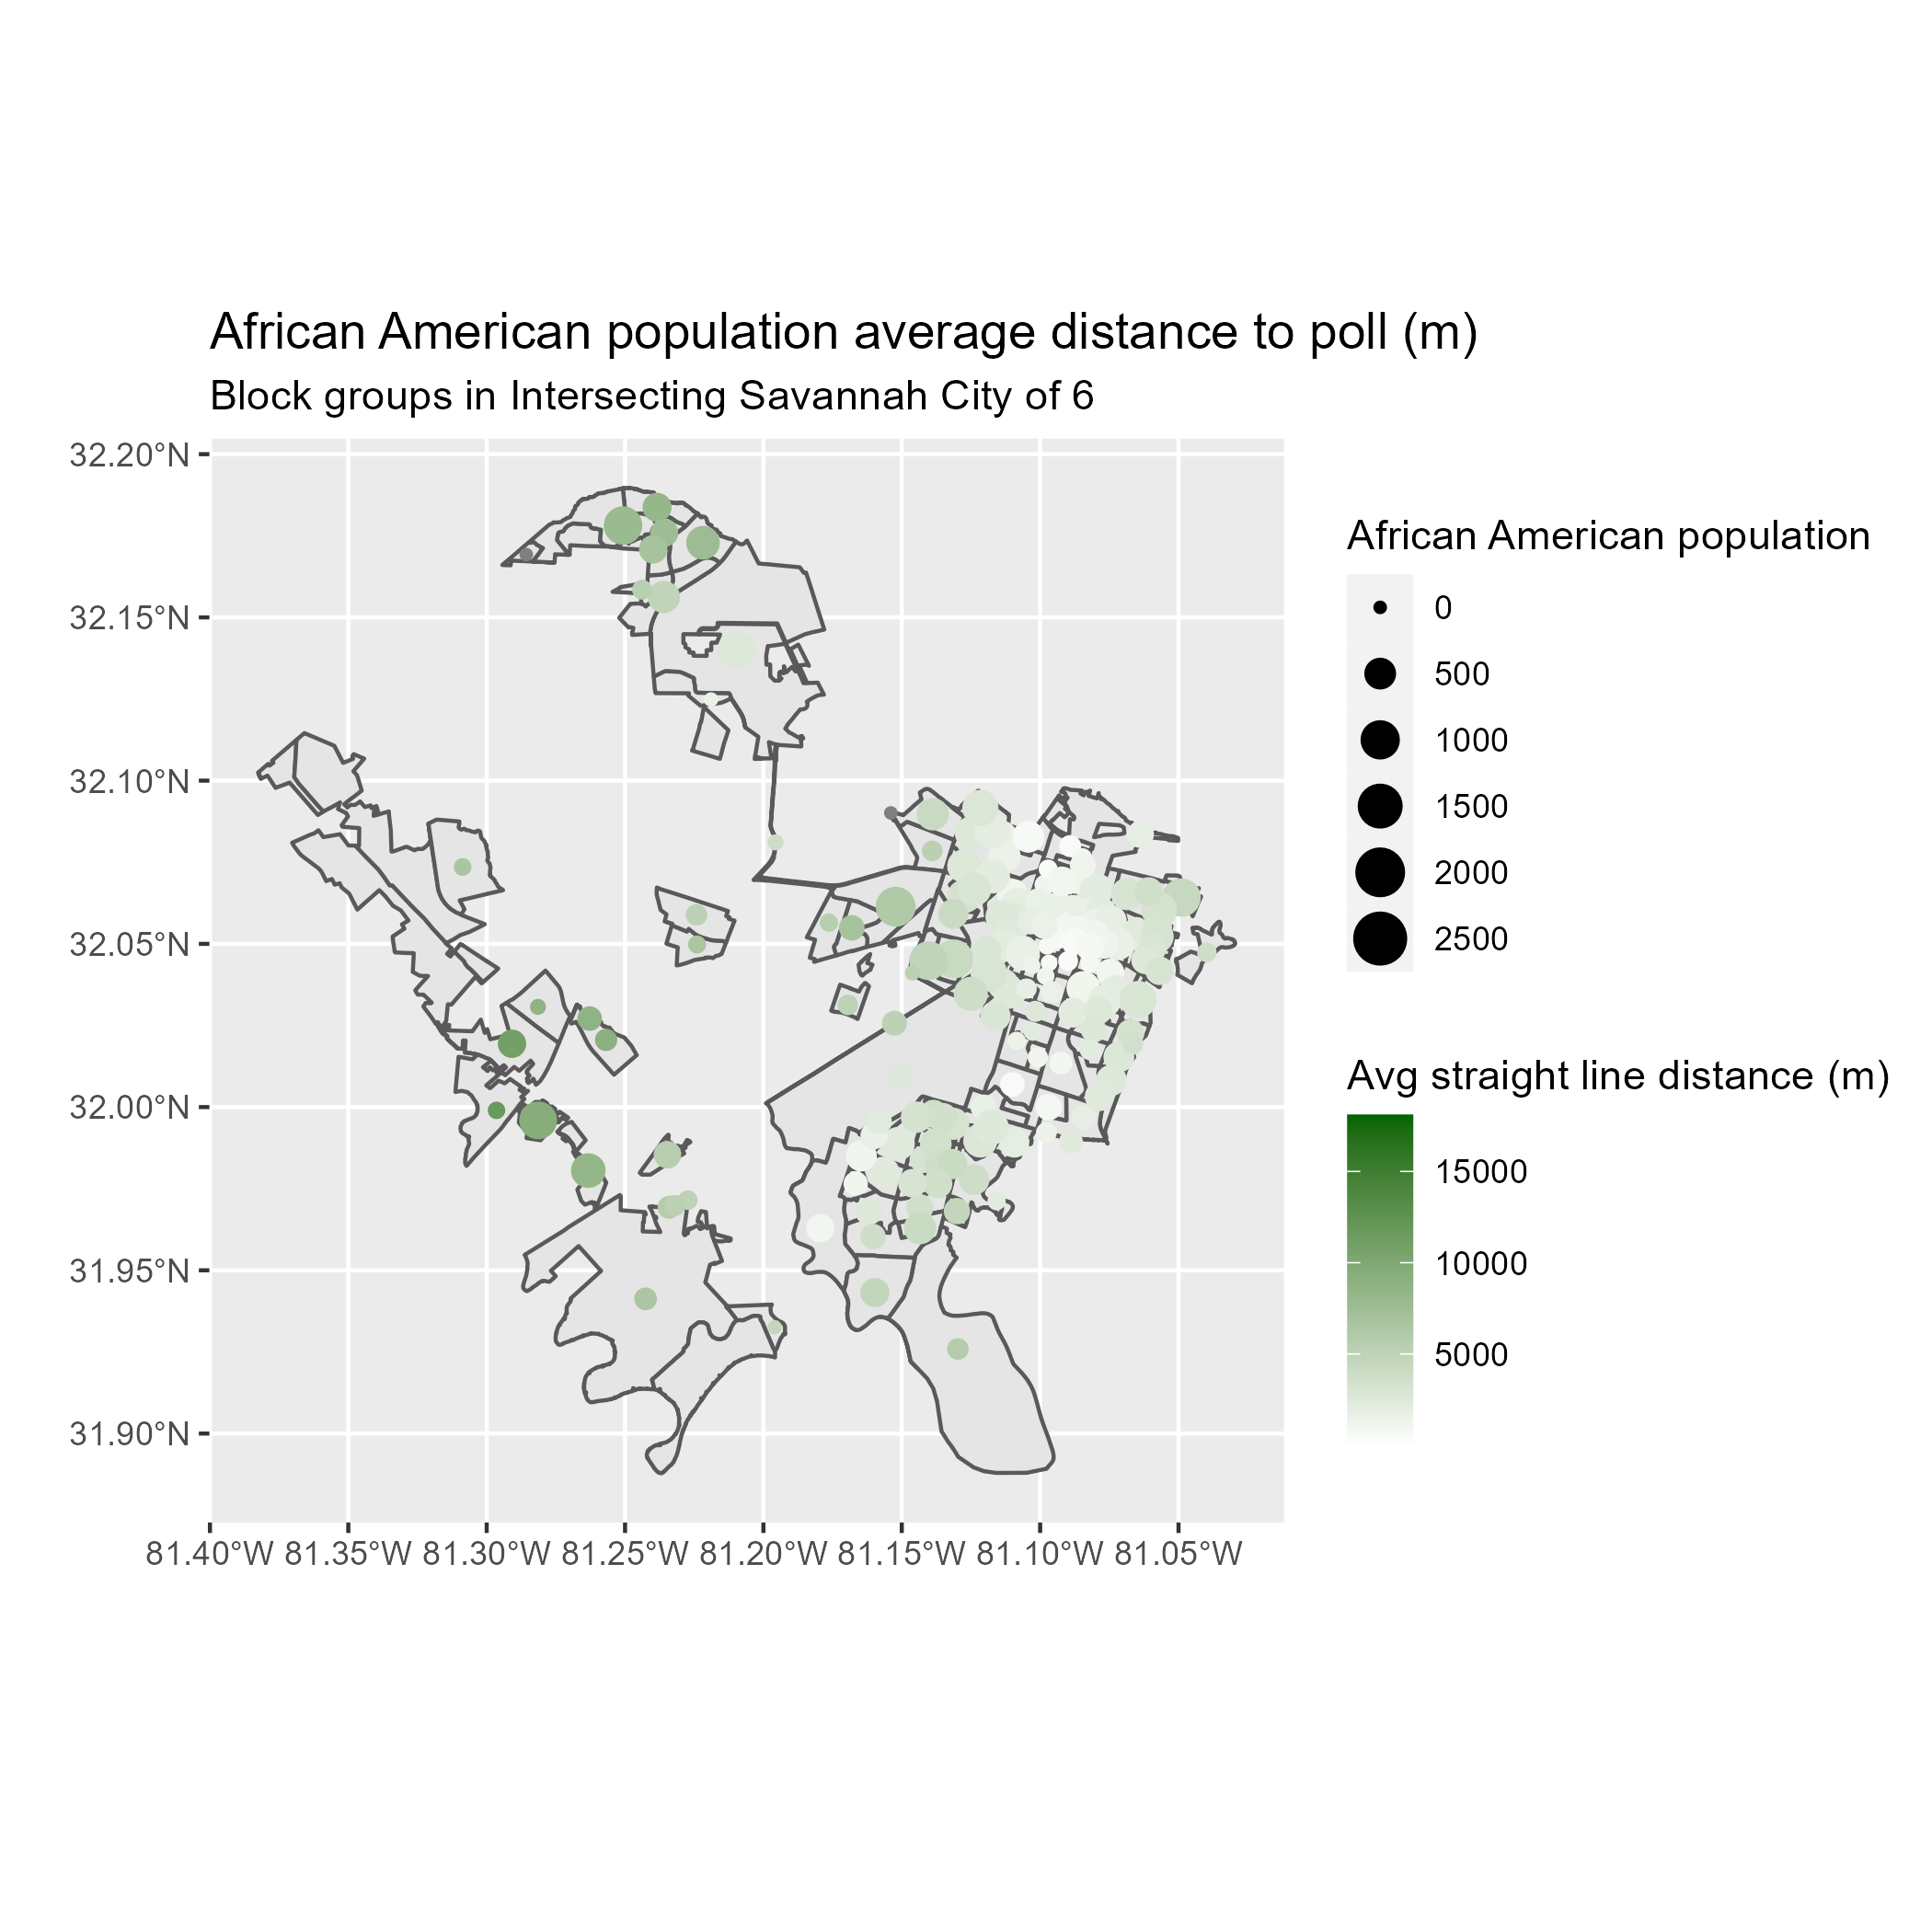 African American population average distance to poll (m)
Block groups in Intersecting Savannah City of 6
32.20°N
32.15°N
32.10°N
32.05°N
32.00°N
31.95°N
31.90°N
81.40°W 81.35°W 81.30°W 81.25°W 81.20°W 81.15°W 81.10°W 81.05°W
African American population
0
500
1000
1500
2000
2500
Avg straight line distance (m)
15000
10000
5000